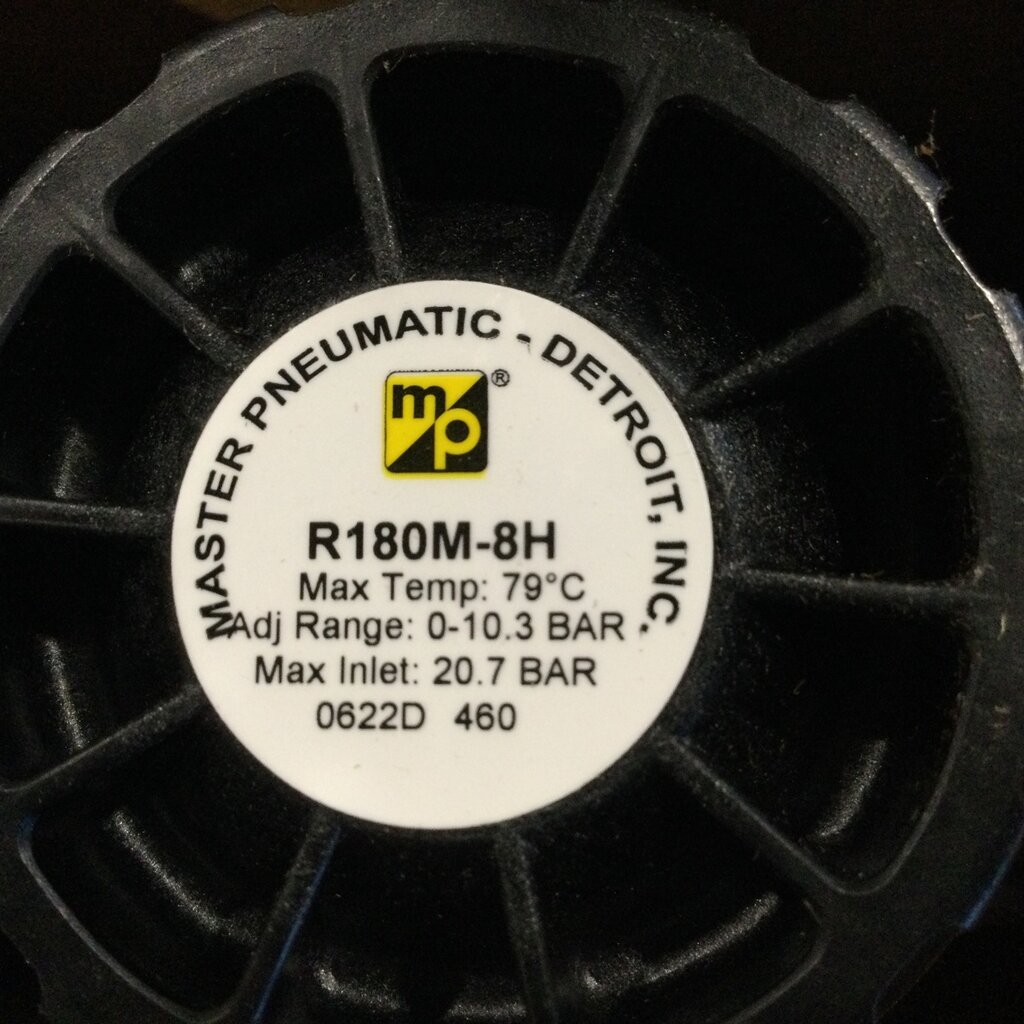 MASTER PNEUMATIC - DETROIT, INC.
mp®
R180M-8H
Max Temp: 79°C
Adj Range: 0-10.3 BAR
Max Inlet: 20.7 BAR
0622D 460